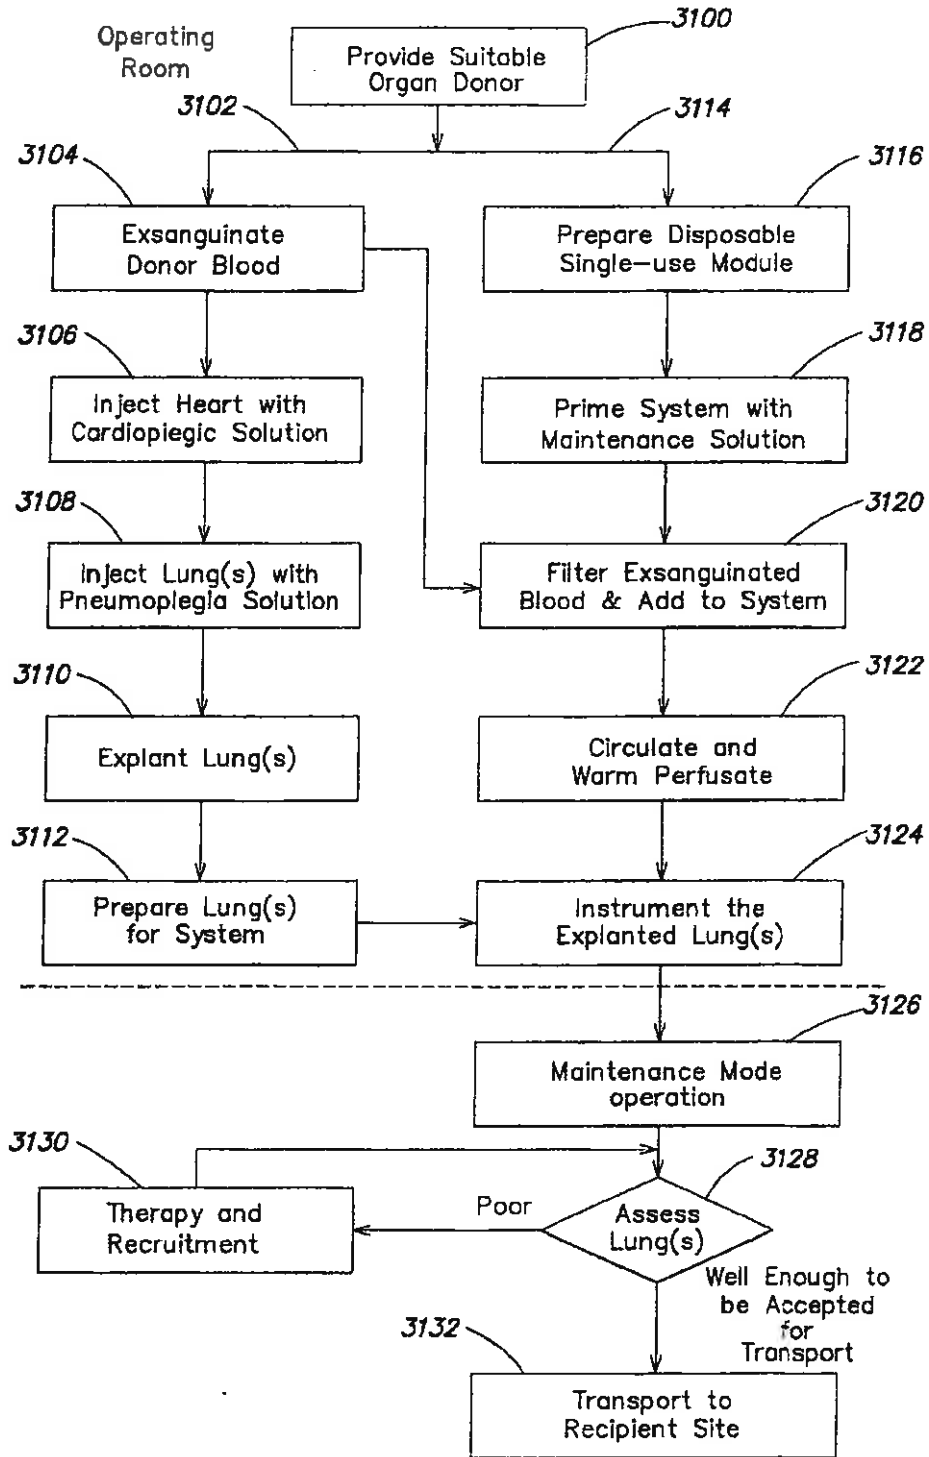 3100
Operating
Room
Provide Suitable
Organ Donor
3102
3114
3104
3116
Exsanguinate
Donor Blood
Prepare Disposable
Single-use Module
3106
3118
Inject Heart with
Cardiopiegic Solution
Prime System with
Maintenance Solution
3108
3120
Inject Lung(s) with
Pneumoplegia Solution
Filter Exsanguinated
Blood & Add to System
3110
3122
Explant Lung(s)
Circulate and
Warm Perfusate
3112
3124
Prepare Lung(s)
for System
Instrument the
Explanted Lung(s)
3126
Maintenance Mode
operation
3130
3128
Therapy and
Recruitment
Poor
Assess
Lung(s)
Well Enough to
be Accepted
for
Transport
3132
Transport to
Recipient Site